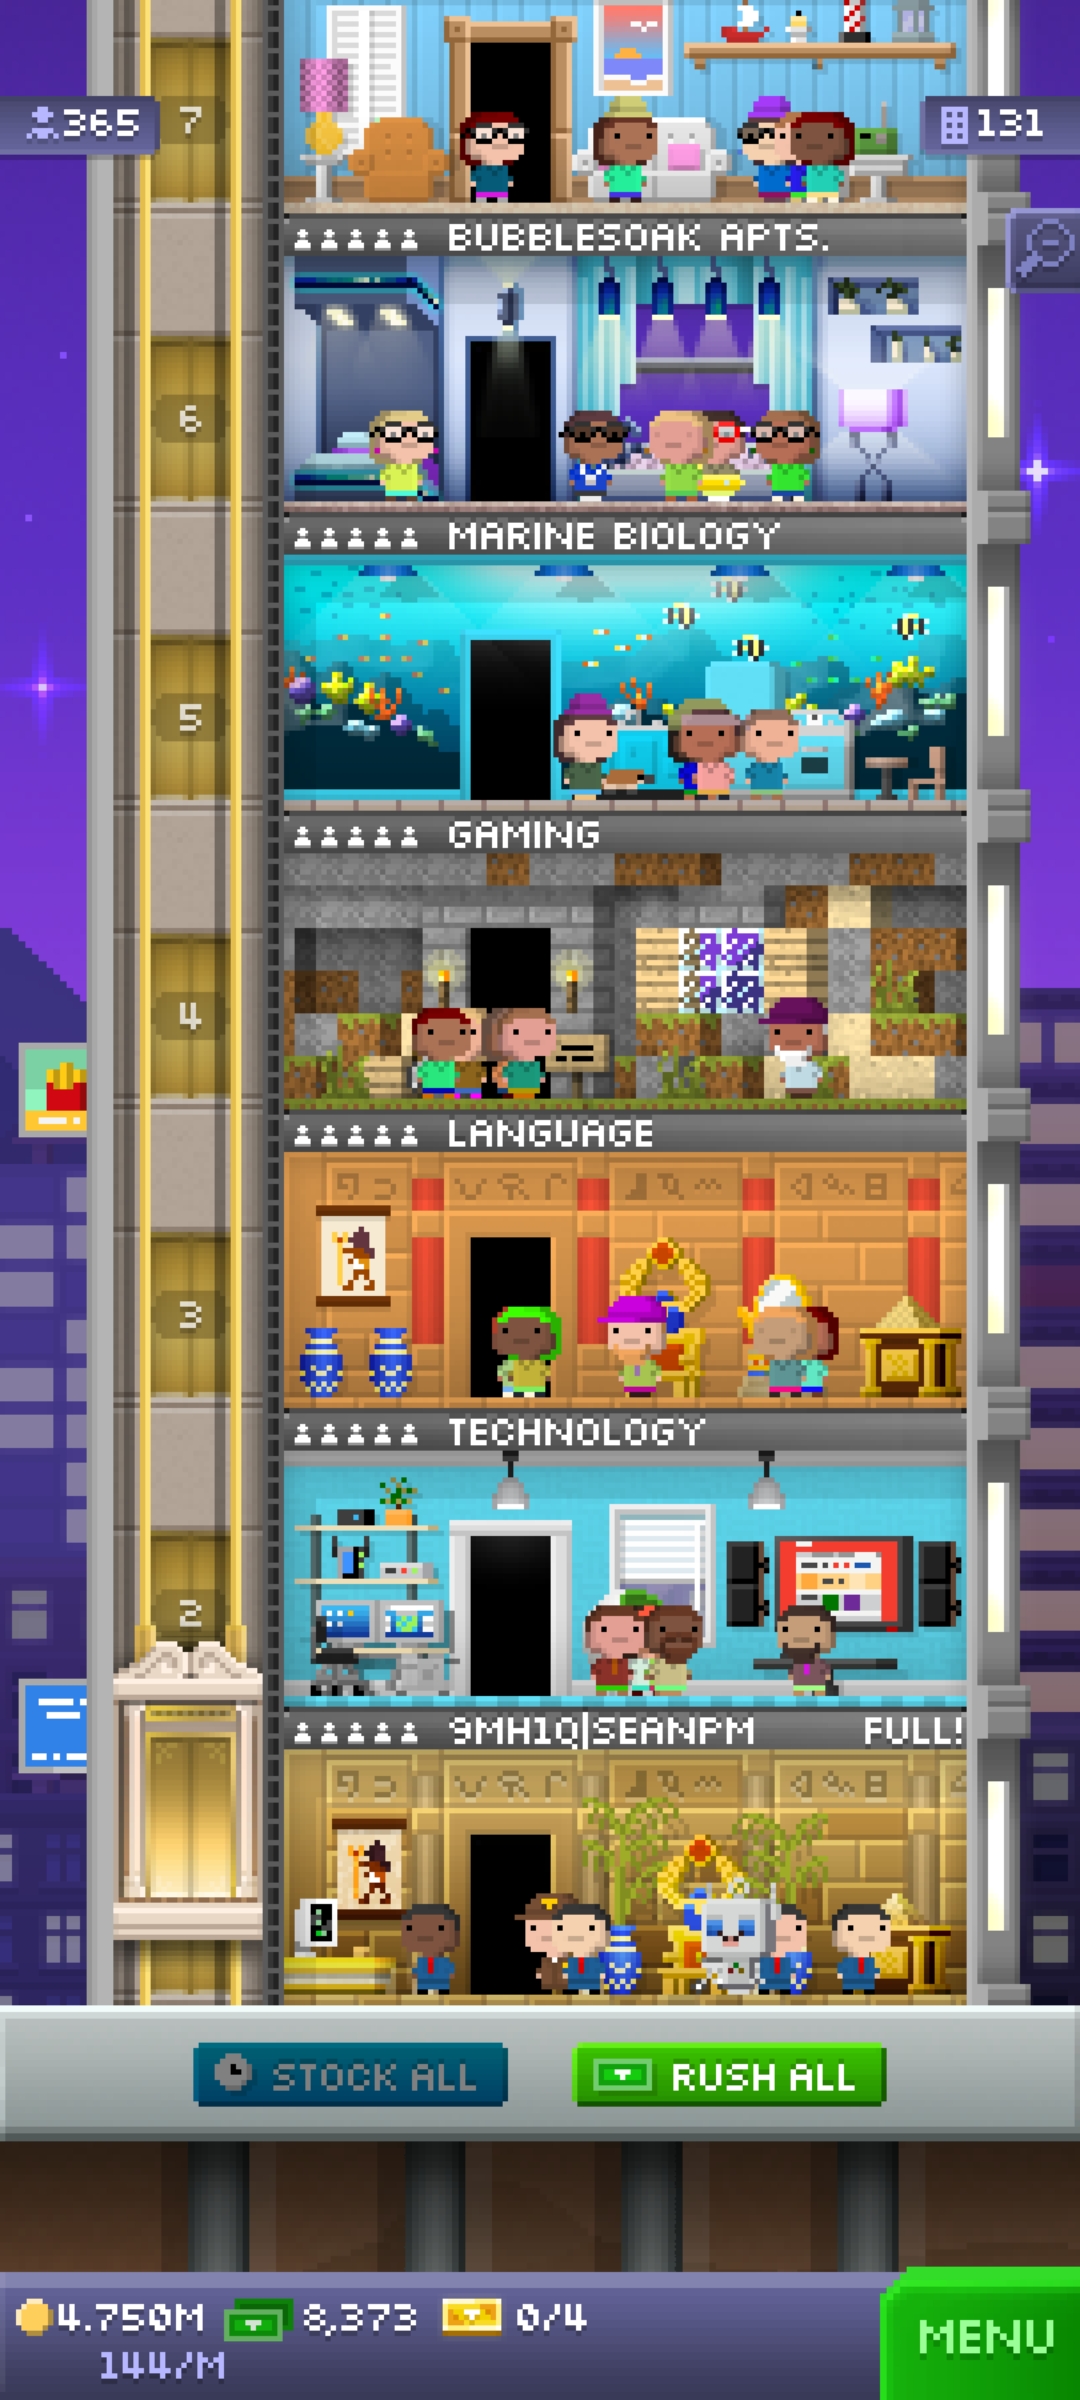 7
365
131
BUBBLESOAK APTS.
6
MARINE BIOLOGY
5
GAMING
4
LANGUAGE
3
TECHNOLOGY
2
9MH1Q|SEANPM FULL!
STOCK ALL
RUSH ALL
4.750M 8,373 0/4
144/M
MENU